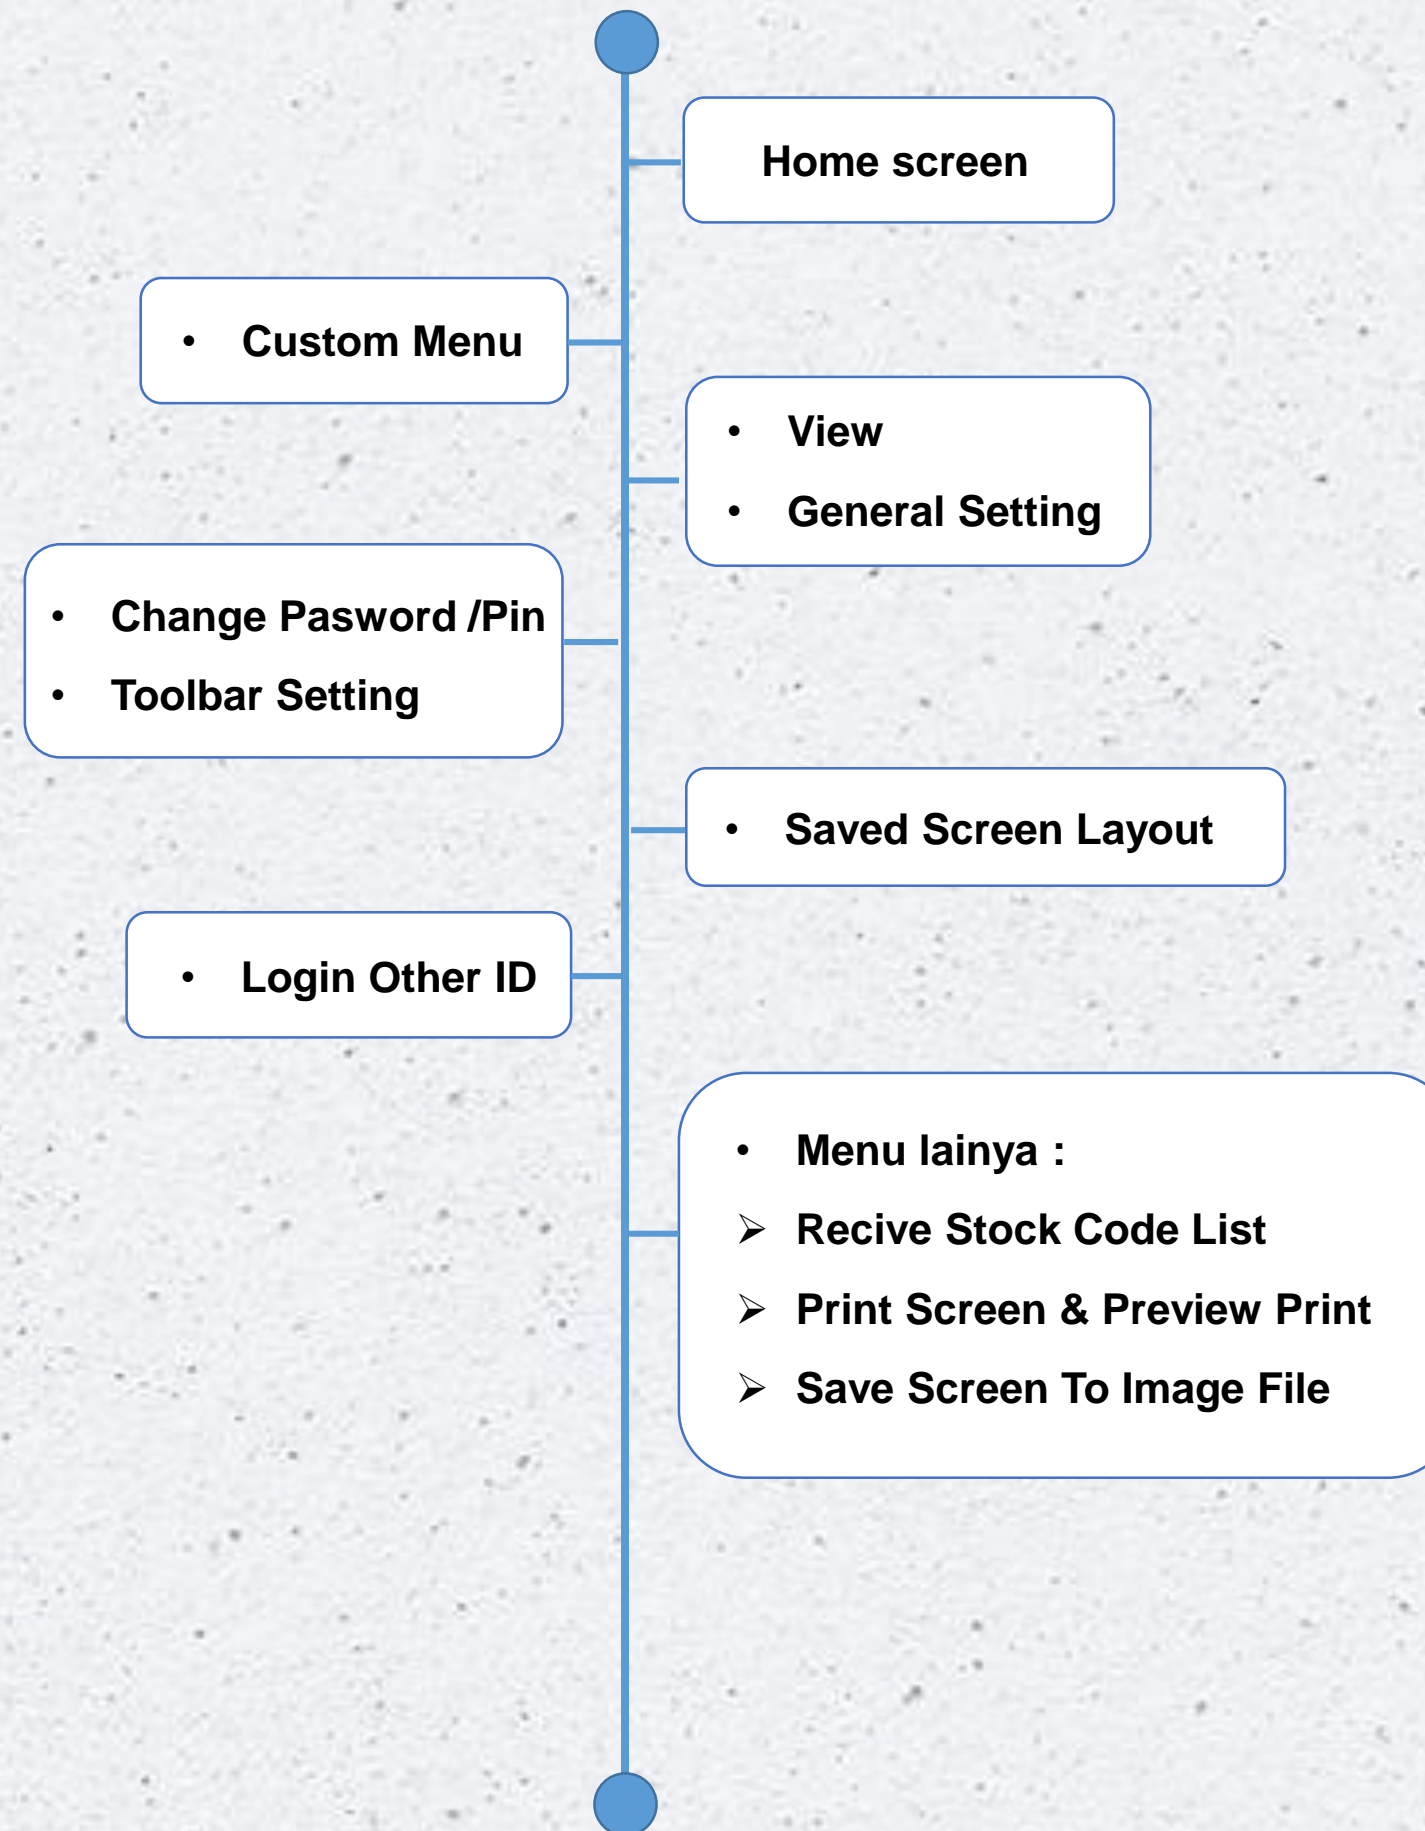 Home screen
• Custom Menu
• View
• General Setting
• Change Pasword /Pin
• Toolbar Setting
• Saved Screen Layout
• Login Other ID
• Menu lainya :
➢ Recive Stock Code List
➢ Print Screen & Preview Print
➢ Save Screen To Image File